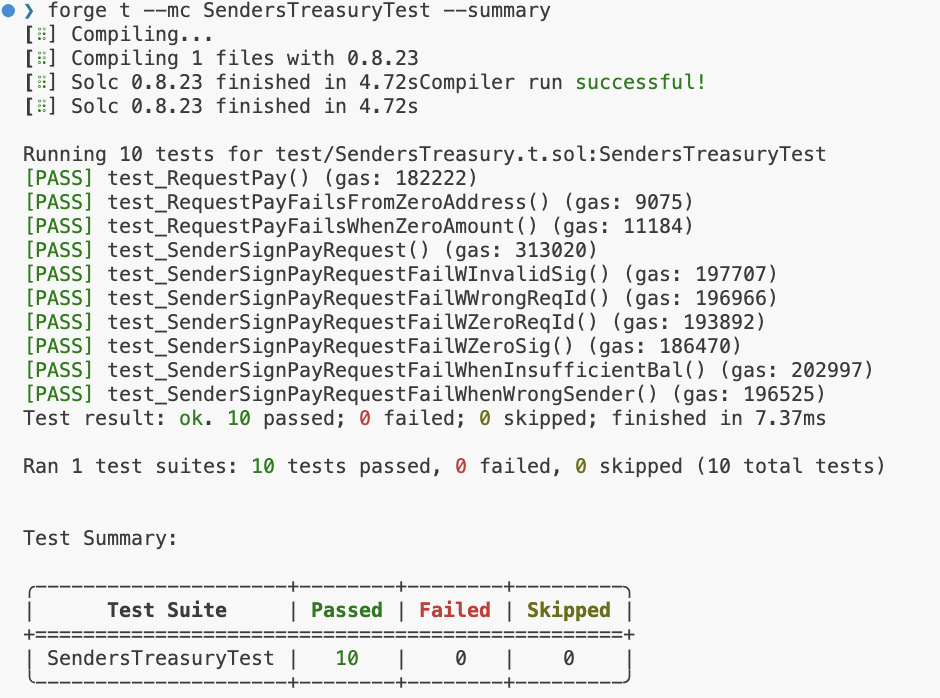 ❯ forge t --mc SendersTreasuryTest --summary
[⠿] Compiling...
[⠿] Compiling 1 files with 0.8.23
[⠿] Solc 0.8.23 finished in 4.72sCompiler run successful!
[⠿] Solc 0.8.23 finished in 4.72s
Running 10 tests for test/SendersTreasury.t.sol:SendersTreasuryTest
[PASS] test_RequestPay() (gas: 182222)
[PASS] test_RequestPayFailsFromZeroAddress() (gas: 9075)
[PASS] test_RequestPayFailsWhenZeroAmount() (gas: 11184)
[PASS] test_SenderSignPayRequest() (gas: 313020)
[PASS] test_SenderSignPayRequestFailWInvalidSig() (gas: 197707)
[PASS] test_SenderSignPayRequestFailWWrongReqId() (gas: 196966)
[PASS] test_SenderSignPayRequestFailWZeroReqId() (gas: 193892)
[PASS] test_SenderSignPayRequestFailWZeroSig() (gas: 186470)
[PASS] test_SenderSignPayRequestFailWhenInsufficientBal() (gas: 202997)
[PASS] test_SenderSignPayRequestFailWhenWrongSender() (gas: 196525)
Test result: ok. 10 passed; 0 failed; 0 skipped; finished in 7.37ms
Ran 1 test suites: 10 tests passed, 0 failed, 0 skipped (10 total tests)
Test Summary:
| Test Suite | Passed | Failed | Skipped |
| SendersTreasuryTest | 10 | 0 | 0 |